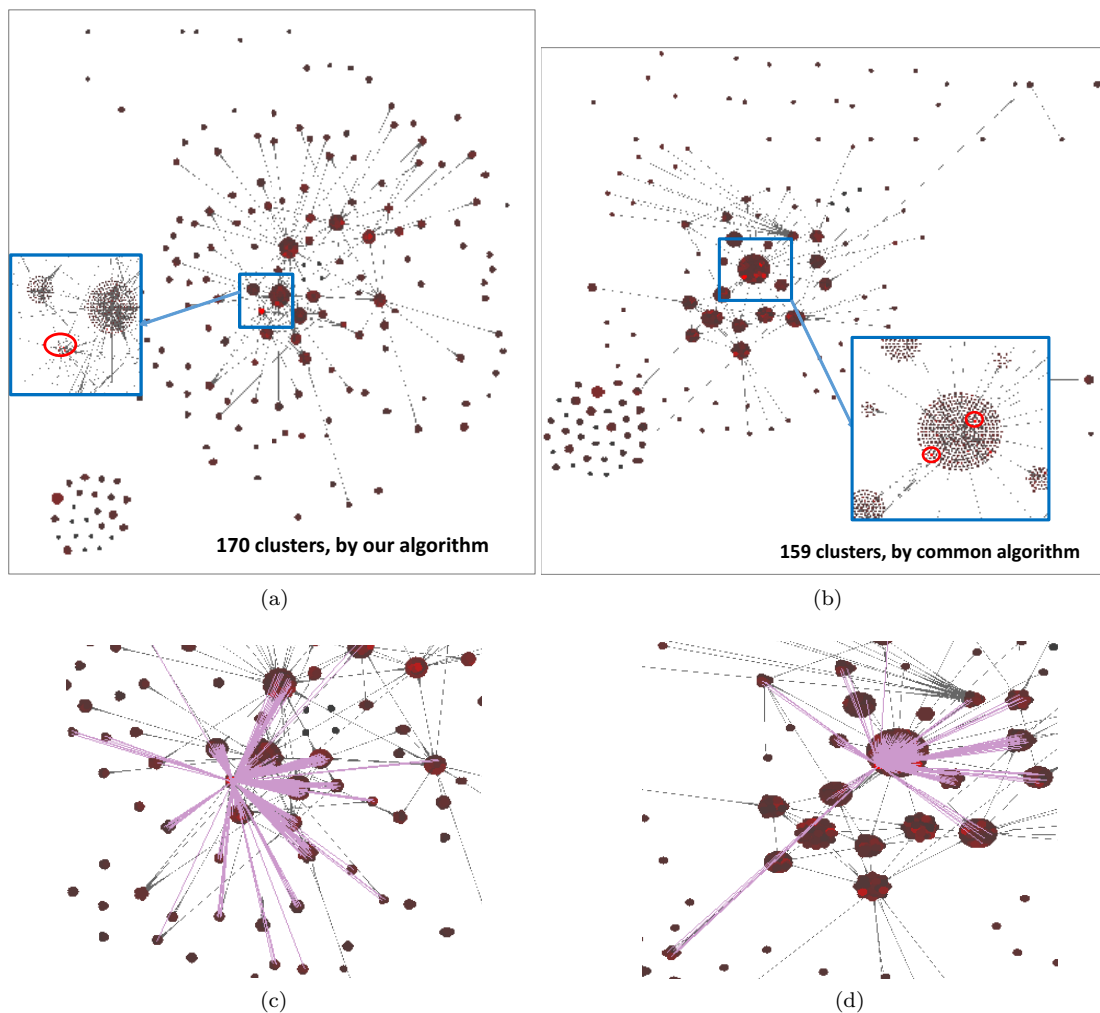 170 clusters, by our algorithm
159 clusters, by common algorithm
(a)
(b)
(c)
(d)